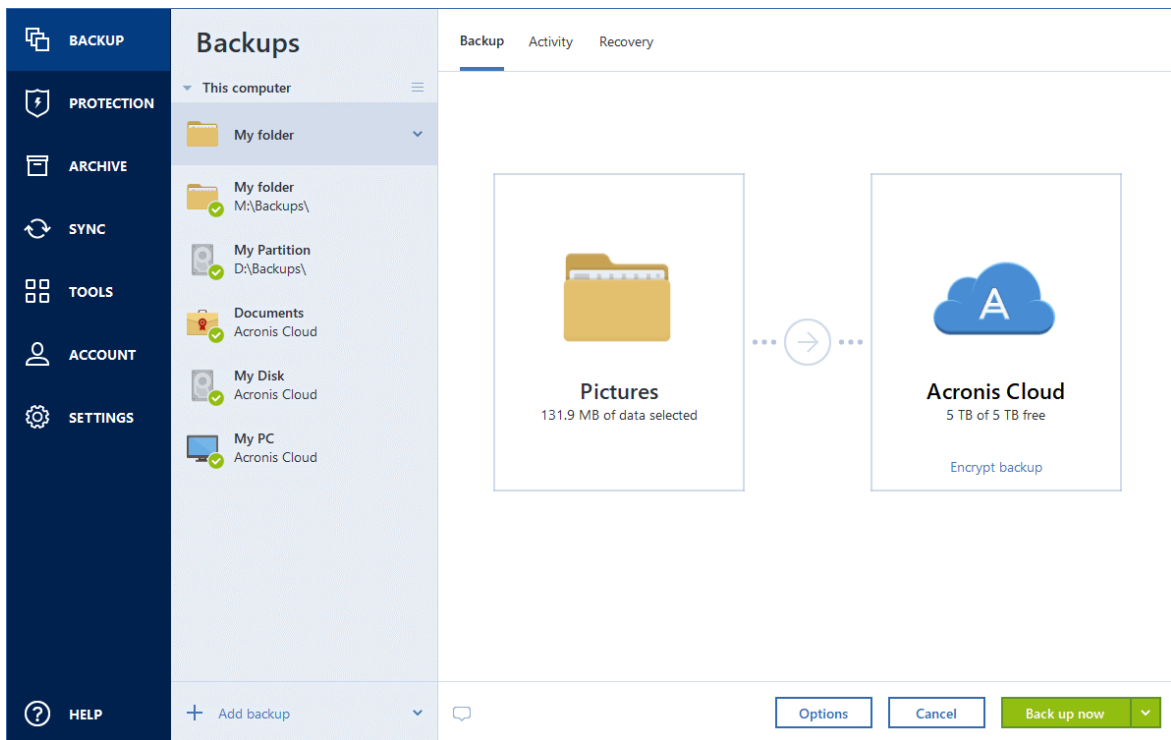 BACKUP
PROTECTION
ARCHIVE
SYNC
TOOLS
ACCOUNT
SETTINGS
HELP
Backups
This computer
My folder
My folder
M:\Backups\
My Partition
D:\Backups\
Documents
Acronis Cloud
My Disk
Acronis Cloud
My PC
Acronis Cloud
Add backup
Backup Activity Recovery
Pictures
131.9 MB of data selected
Acronis Cloud
5 TB of 5 TB free
Encrypt backup
Options Cancel Back up now